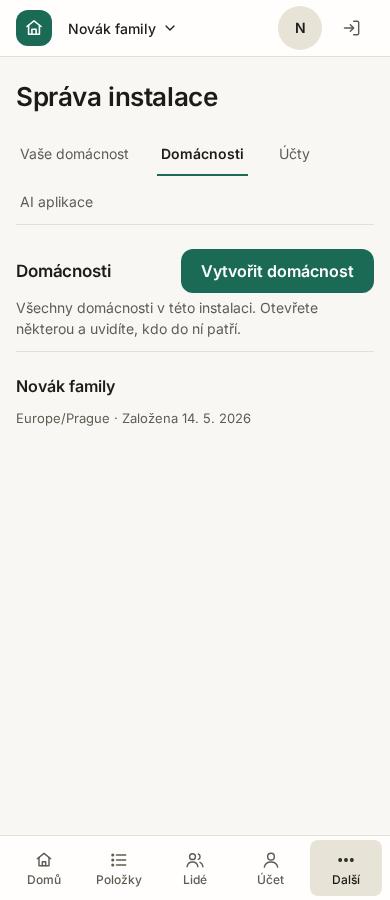 Novák family
N
Správa instalace
Vaše domácnost
Domácnosti
Účty
AI aplikace
Domácnosti
Vytvořit domácnost
Všechny domácnosti v této instalaci. Otevřete
některou a uvidíte, kdo do ní patří.
Novák family
Europe/Prague · Založena 14. 5. 2026
Domů
Položky
Lidé
Účet
Další